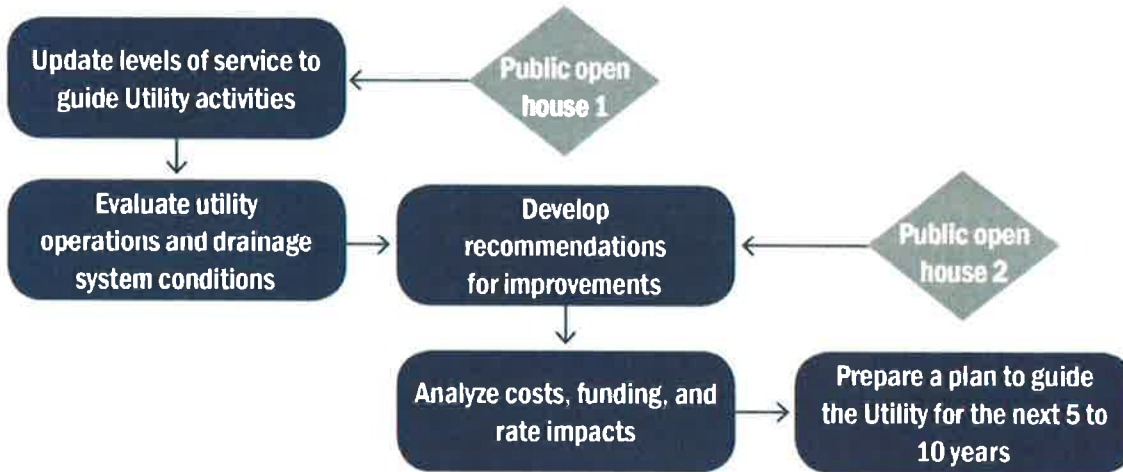 Update levels of service to
guide Utility activities
Public open
house 1
Evaluate utility
operations and drainage
system conditions
Develop
recommendations
for improvements
Public open
house 2
Analyze costs, funding, and
rate impacts
Prepare a plan to guide
the Utility for the next 5 to
10 years